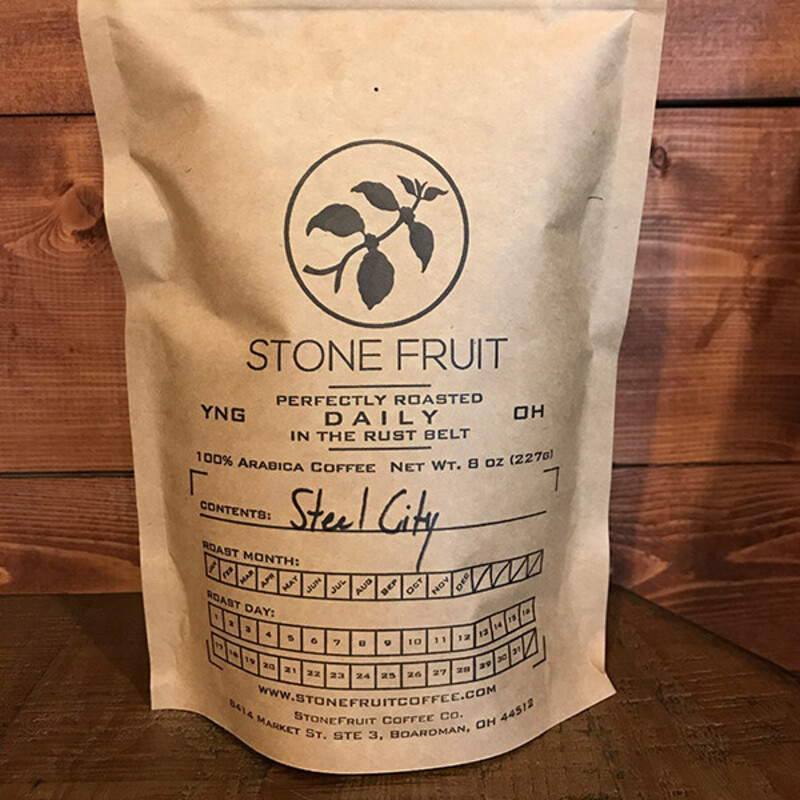 STONE FRUIT
PERFECTLY ROASTED
YNG DAILY OH
IN THE RUST BELT
100% ARABICA COFFEE NET WT. 8 OZ (227G)
CONTENTS: Steel City
ROAST MONTH:
JAN FEB MAR APR MAY JUN JUL AUG SEP OCT NOV DEC
ROAST DAY:
1 2 3 4 5 6 7 8 9 10 11 12 13 14 15 16
17 18 19 20 21 22 23 24 25 26 27 28 29 30 31
WWW.STONEFRUITCOFFEE.COM
STONEFRUIT COFFEE CO.
8414 MARKET ST. STE 3, BOARDMAN, OH 44512